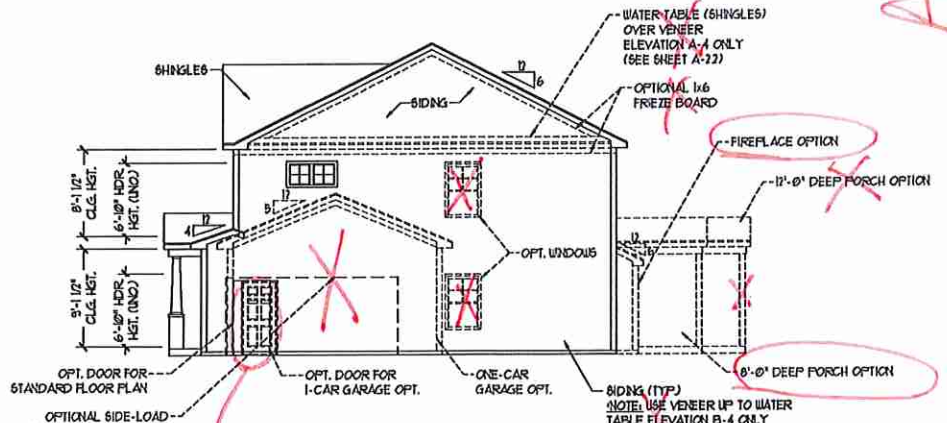 WATER TABLE (SHINGLES)
OVER VENEER
ELEVATION A-4 ONLY
(SEE SHEET A-22)
SHINGLES
12
6
OPTIONAL 1x6
FRIEZE BOARD
SIDING
FIREPLACE OPTION
12'-0" DEEP PORCH OPTION
8'-1 1/2"
CLG. HGT.
6'-10" HDR.
HGT. (UNO)
12
5
12
4
OPT. WINDOWS
12
9'-1 1/2"
CLG. HGT.
6'-10" HDR.
HGT. (UNO)
8'-0" DEEP PORCH OPTION
OPT. DOOR FOR
STANDARD FLOOR PLAN
OPT. DOOR FOR
1-CAR GARAGE OPT.
ONE-CAR
GARAGE OPT.
SIDING (TYP.)
NOTE: USE VENEER UP TO WATER
TABLE ELEVATION B-4 ONLY
OPTIONAL SIDE-LOAD